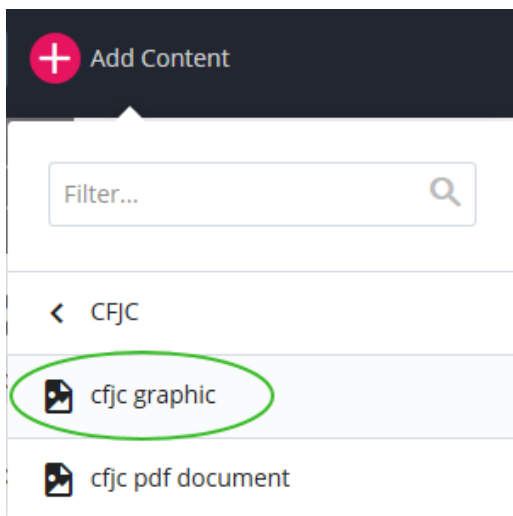 Add Content
Filter...
CFJC
cfjc graphic
cfjc pdf document